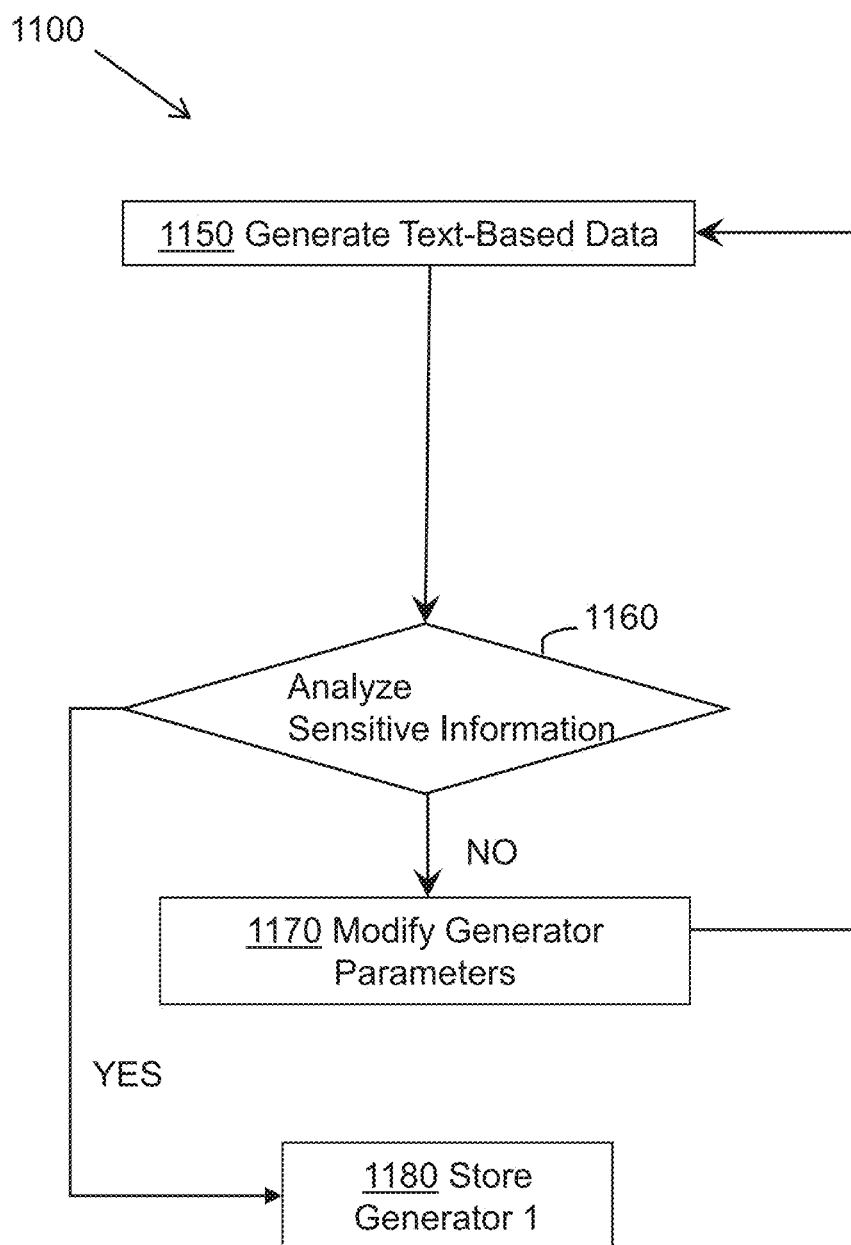 1100
1150 Generate Text-Based Data
1160
Analyze
Sensitive Information
NO
1170 Modify Generator
Parameters
YES
1180 Store
Generator 1